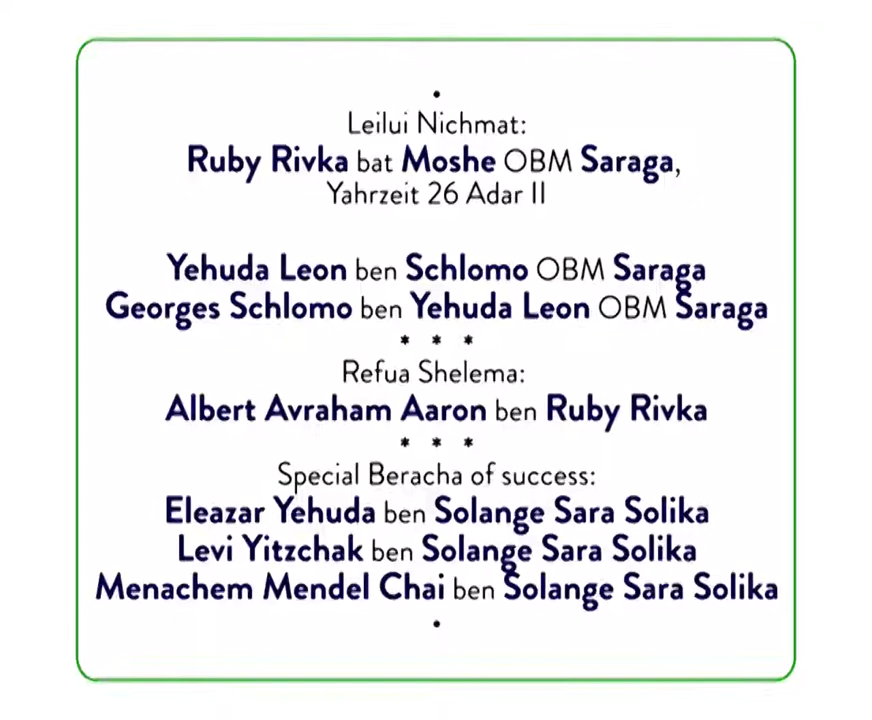 Leilui Nichmat:
Ruby Rivka bat Moshe OBM Saraga,
Yahrzeit 26 Adar II
Yehuda Leon ben Schlomo OBM Saraga
Georges Schlomo ben Yehuda Leon OBM Saraga
* * *
Refua Shelema:
Albert Avraham Aaron ben Ruby Rivka
* * *
Special Beracha of success:
Eleazar Yehuda ben Solange Sara Solika
Levi Yitzchak ben Solange Sara Solika
Menachem Mendel Chai ben Solange Sara Solika